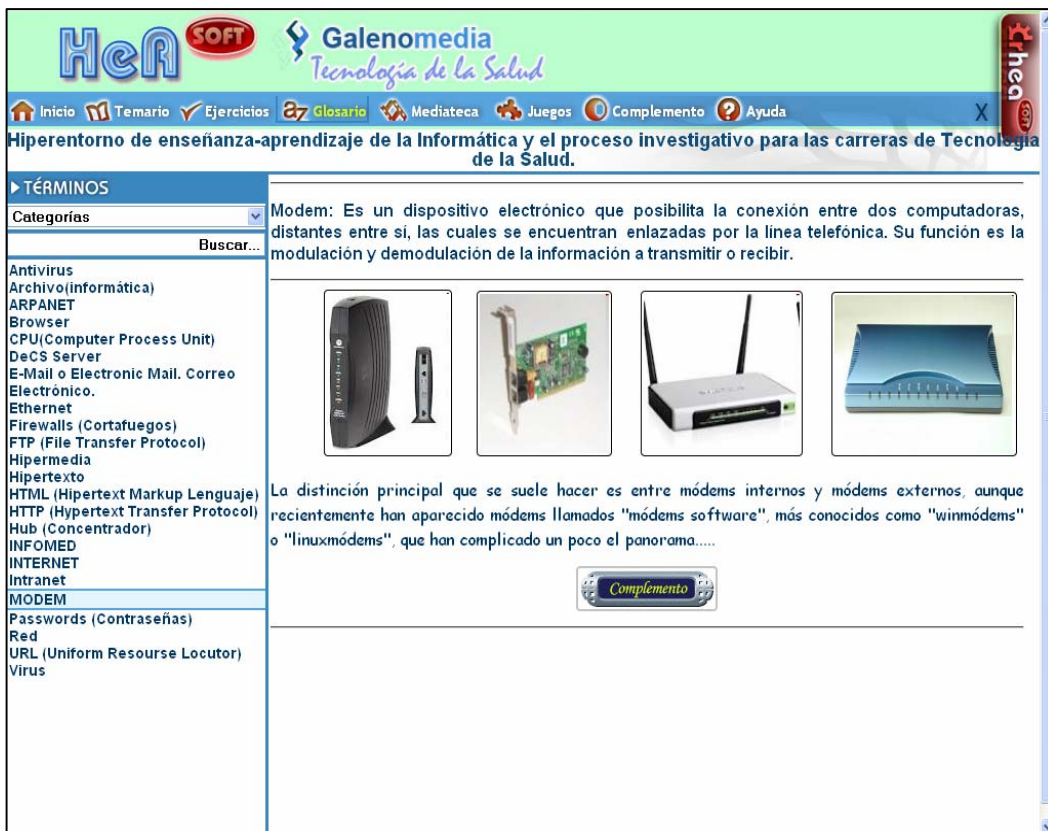 HeR SOFT
Galenomedia
Tecnología de la Salud
rhea
Inicio Temario Ejercicios a7 Glosario Mediateca Juegos Complemento Ayuda X
Hiperentorno de enseñanza-aprendizaje de la Informática y el proceso investigativo para las carreras de Tecnología
de la Salud.
TÉRMINOS
Categorías
Buscar...
Antivirus
Archivo(informática)
ARPANET
Browser
CPU(Computer Process Unit)
DeCS Server
E-Mail o Electronic Mail. Correo
Electrónico.
Ethernet
Firewalls (Cortafuegos)
FTP (File Transfer Protocol)
Hipermedia
Hipertexto
HTML (Hipertext Markup Lenguaje)
HTTP (Hypertext Transfer Protocol)
Hub (Concentrador)
INFOMED
INTERNET
Intranet
MODEM
Passwords (Contraseñas)
Red
URL (Uniform Resourse Locutor)
Virus
Modem: Es un dispositivo electrónico que posibilita la conexión entre dos computadoras,
distantes entre sí, las cuales se encuentran enlazadas por la línea telefónica. Su función es la
modulación y demodulación de la información a transmitir o recibir.
La distinción principal que se suele hacer es entre módems internos y módems externos, aunque
recientemente han aparecido módems llamados "módems software", más conocidos como "winmódems"
o "linuxmódems", que han complicado un poco el panorama.....
Complemento